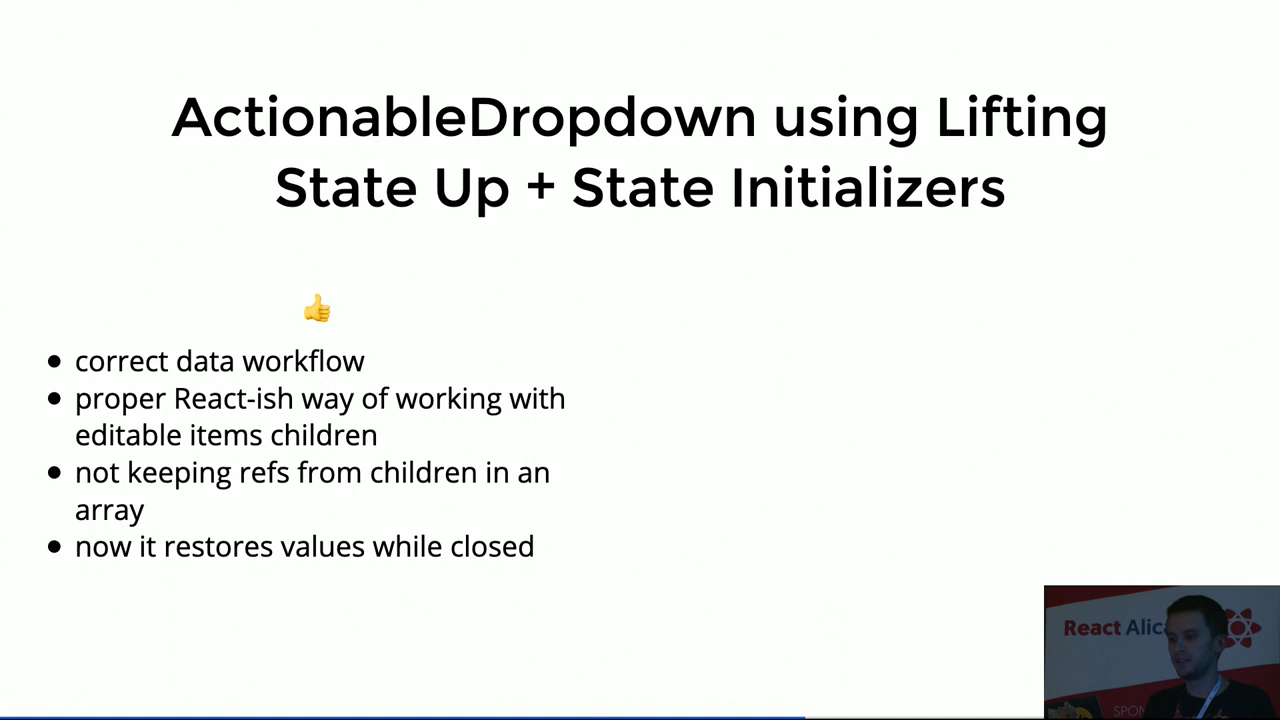 ActionableDropdown using Lifting
State Up + State Initializers
👍
• correct data workflow
• proper React-ish way of working with
editable items children
• not keeping refs from children in an
array
• now it restores values while closed
React Alic
SPON